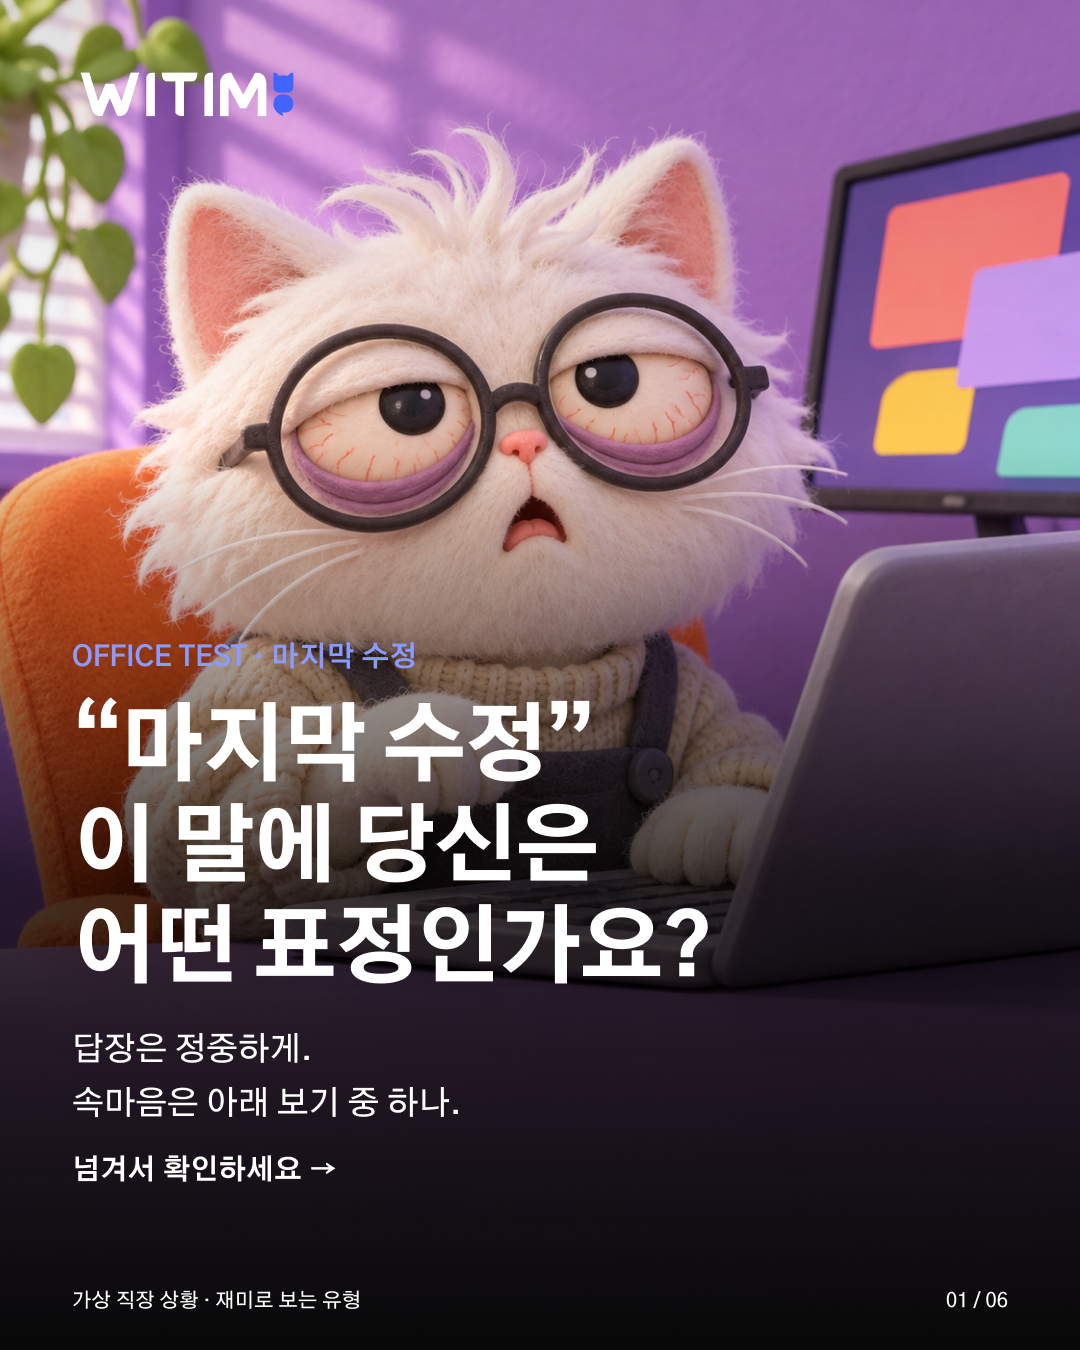 WITIM
OFFICE TEST · 마지막 수정
“마지막 수정”
이 말에 당신은
어떤 표정인가요?
답장은 정중하게.
속마음은 아래 보기 중 하나.
넘겨서 확인하세요 →
가상 직장 상황 · 재미로 보는 유형
01 / 06